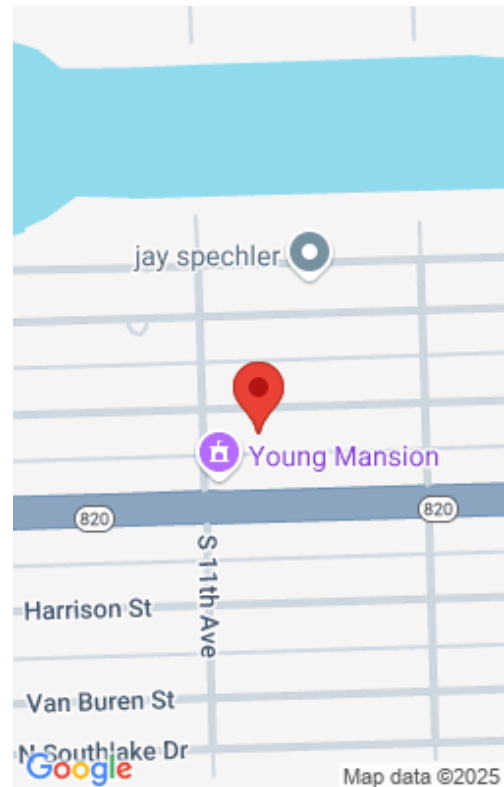 jay spechler
Young Mansion
820
820
S 11th Ave
Harrison St
Van Buren St
N Southlake Dr
Google
Map data ©2025